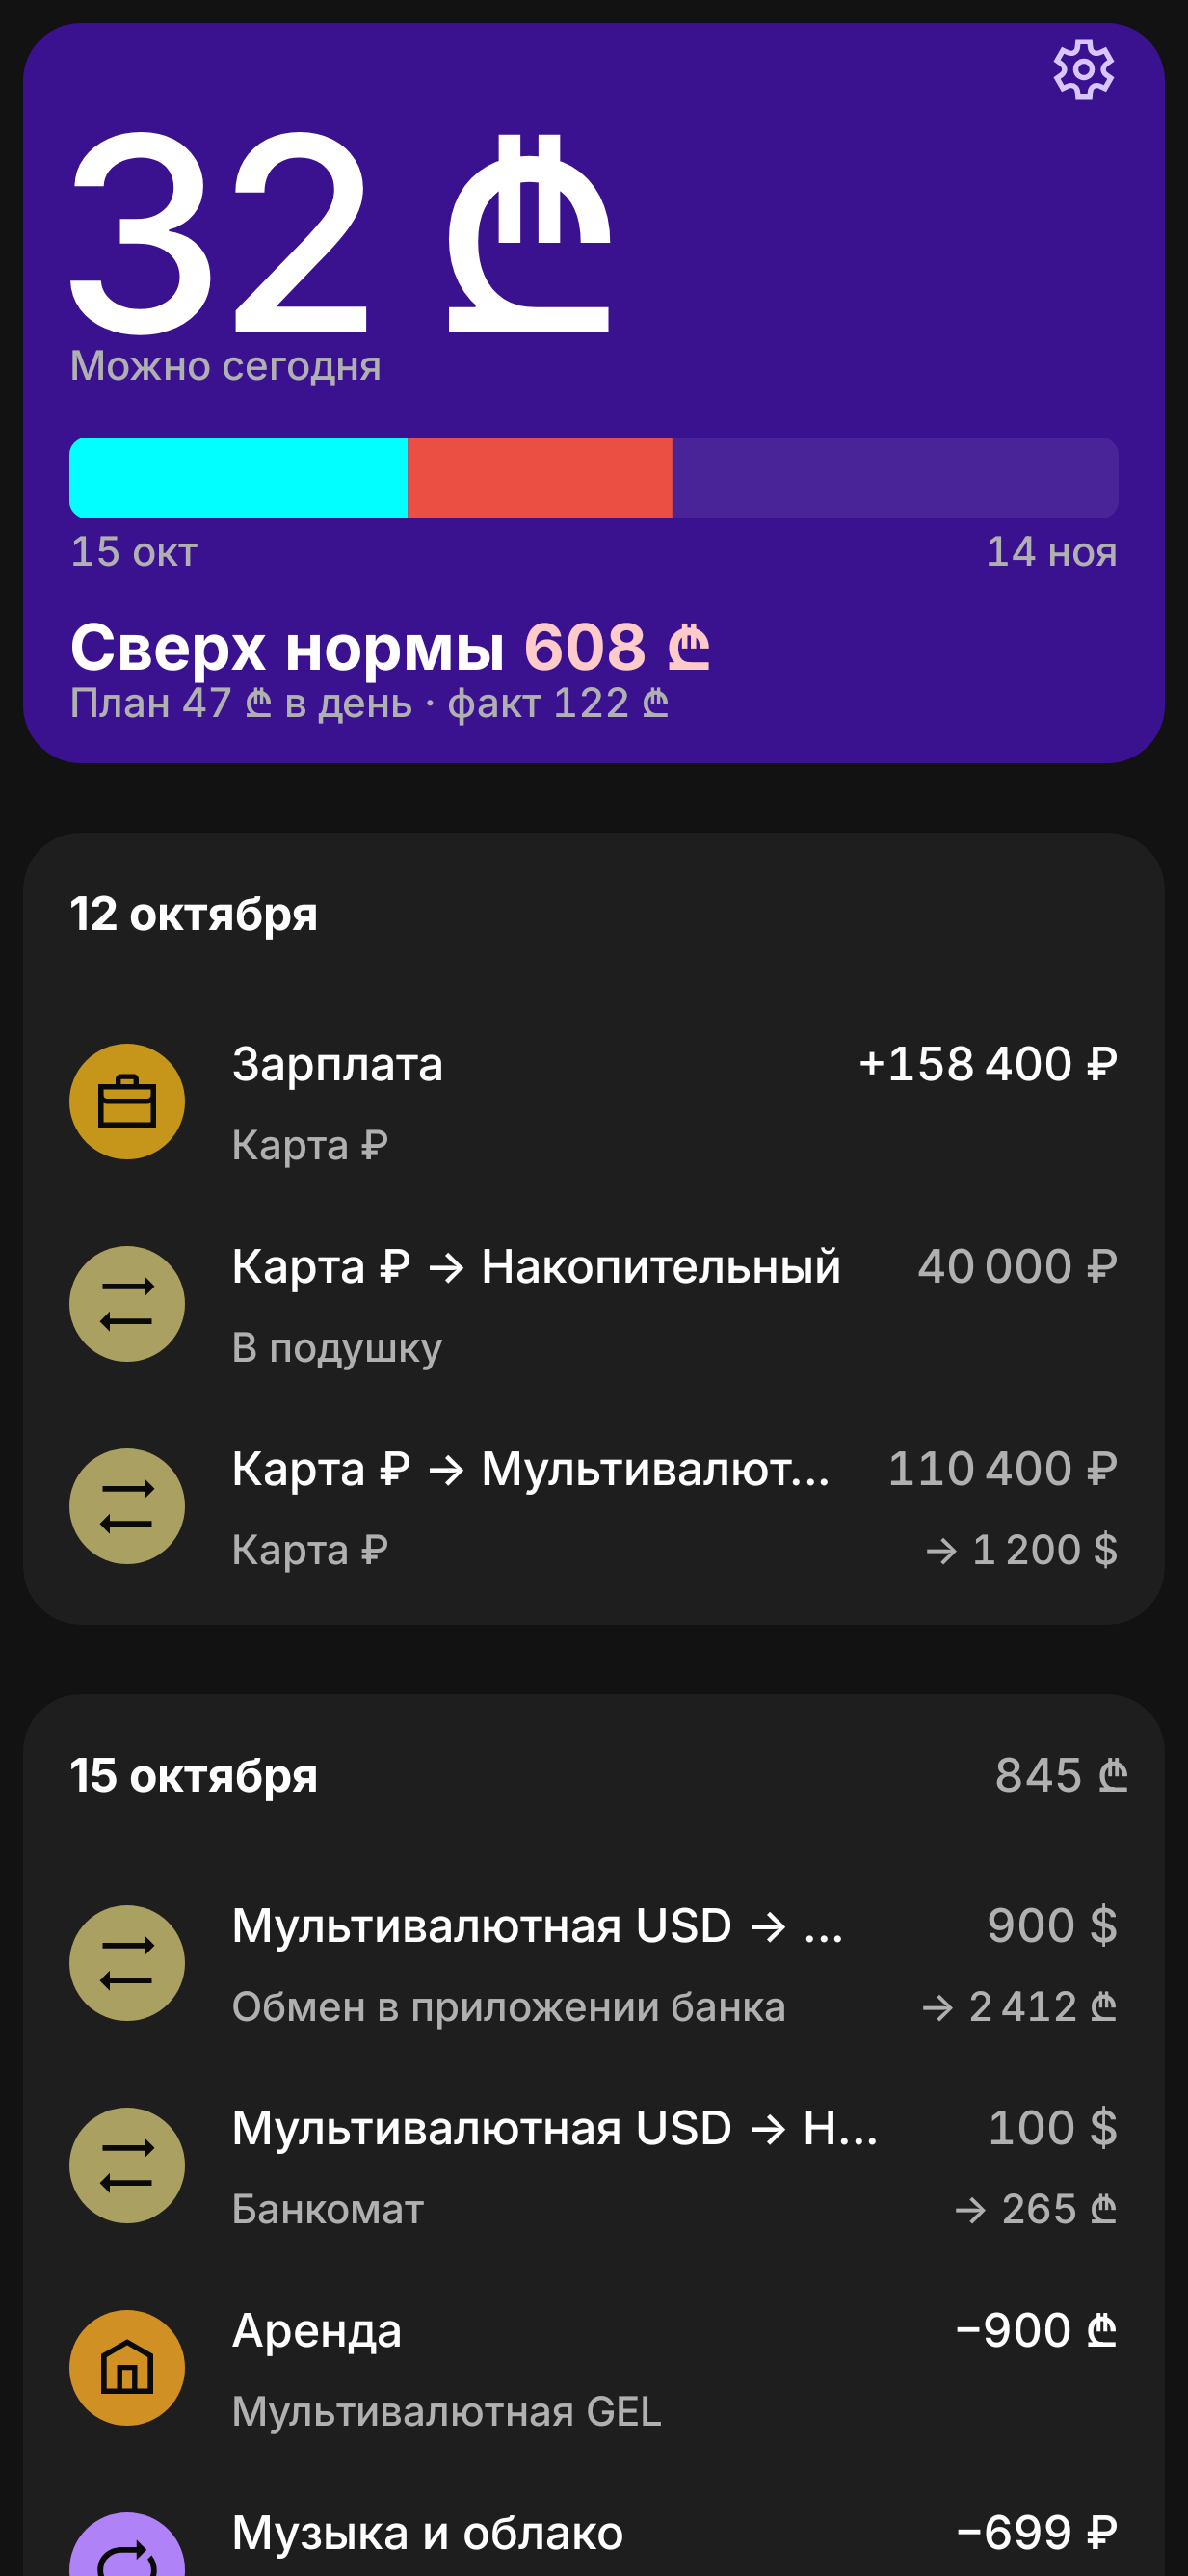 32 ₾
Можно сегодня
15 окт 14 ноя
Сверх нормы 608 ₾
План 47 ₾ в день · факт 122 ₾
12 октября
Зарплата +158 400 ₽
Карта ₽
Карта ₽ → Накопительный 40 000 ₽
В подушку
Карта ₽ → Мультивалют... 110 400 ₽
Карта ₽ → 1 200 $
15 октября 845 ₾
Мультивалютная USD → ... 900 $
Обмен в приложении банка → 2 412 ₾
Мультивалютная USD → Н... 100 $
Банкомат → 265 ₾
Аренда −900 ₾
Мультивалютная GEL
Музыка и облако −699 ₽